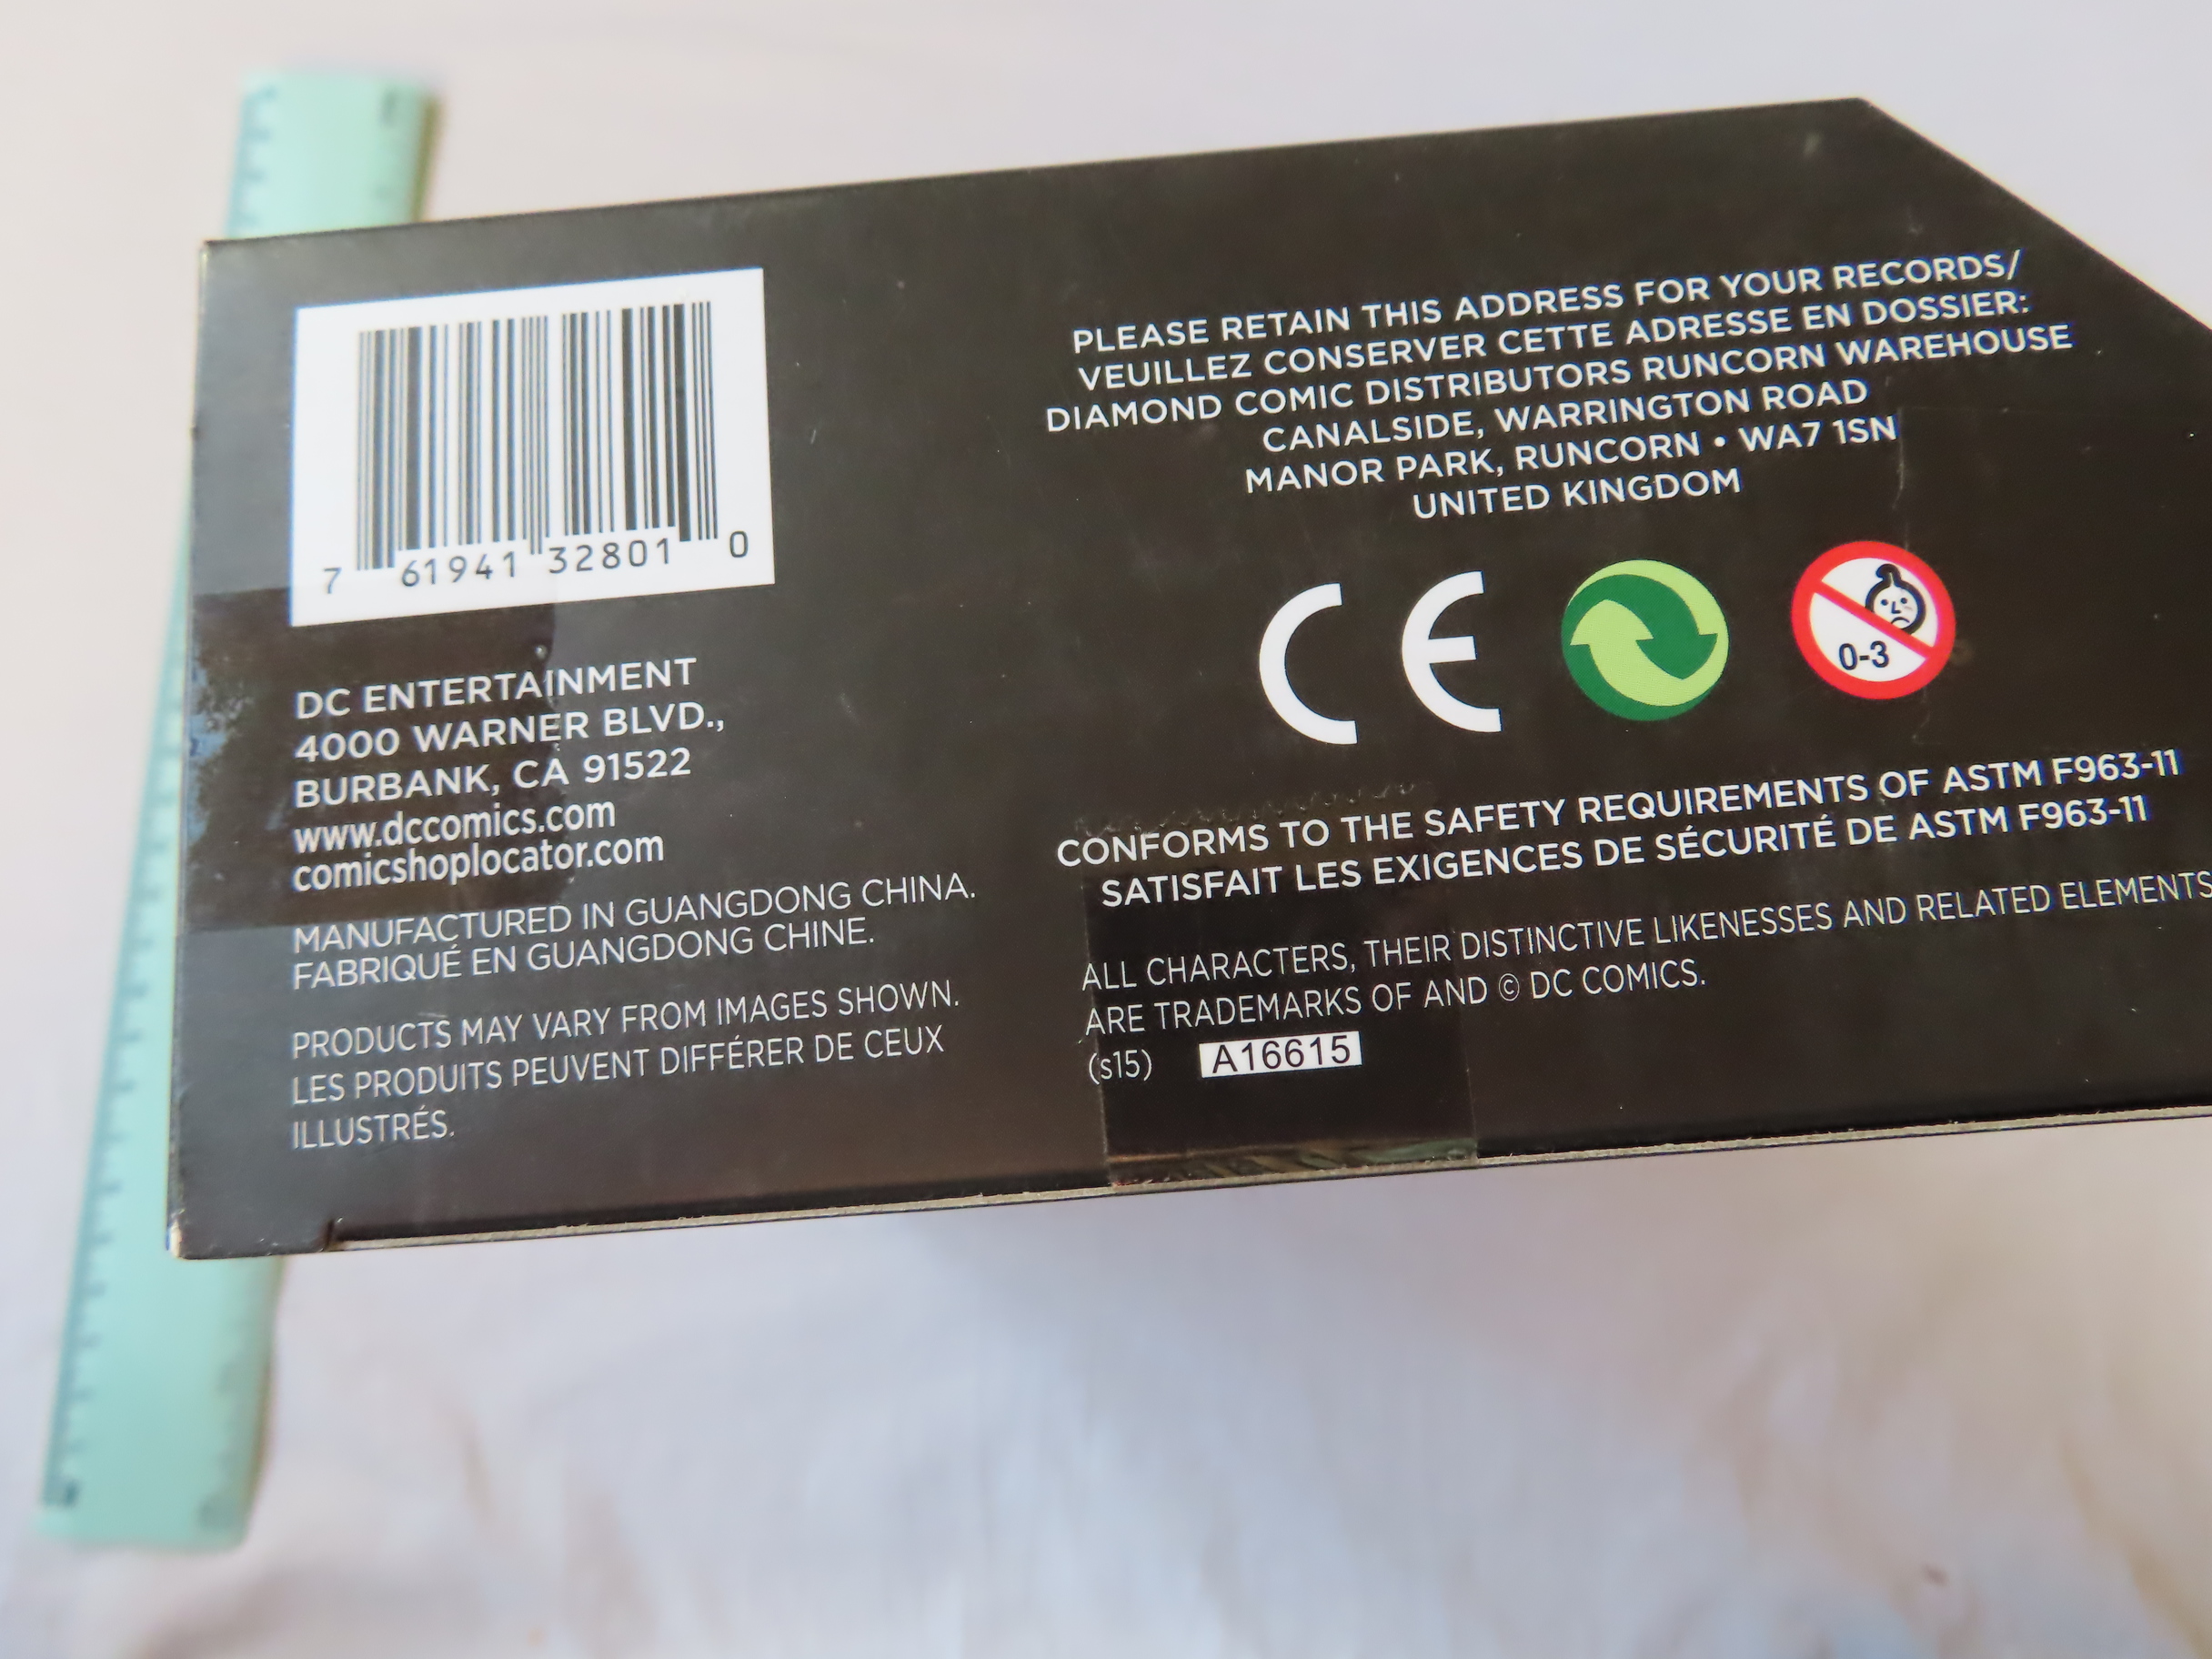 7 61941 32801 0
DC ENTERTAINMENT
4000 WARNER BLVD.,
BURBANK, CA 91522
www.dccomics.com
comicshoplocator.com
MANUFACTURED IN GUANGDONG CHINA.
FABRIQUÉ EN GUANGDONG CHINE.
PRODUCTS MAY VARY FROM IMAGES SHOWN.
LES PRODUITS PEUVENT DIFFÉRER DE CEUX
ILLUSTRÉS.
PLEASE RETAIN THIS ADDRESS FOR YOUR RECORDS/
VEUILLEZ CONSERVER CETTE ADRESSE EN DOSSIER:
DIAMOND COMIC DISTRIBUTORS RUNCORN WAREHOUSE
CANALSIDE, WARRINGTON ROAD
MANOR PARK, RUNCORN • WA7 1SN
UNITED KINGDOM
CE
0-3
CONFORMS TO THE SAFETY REQUIREMENTS OF ASTM F963-11
SATISFAIT LES EXIGENCES DE SÉCURITÉ DE ASTM F963-11
ALL CHARACTERS, THEIR DISTINCTIVE LIKENESSES AND RELATED ELEMENTS
ARE TRADEMARKS OF AND © DC COMICS.
(s15) A16615